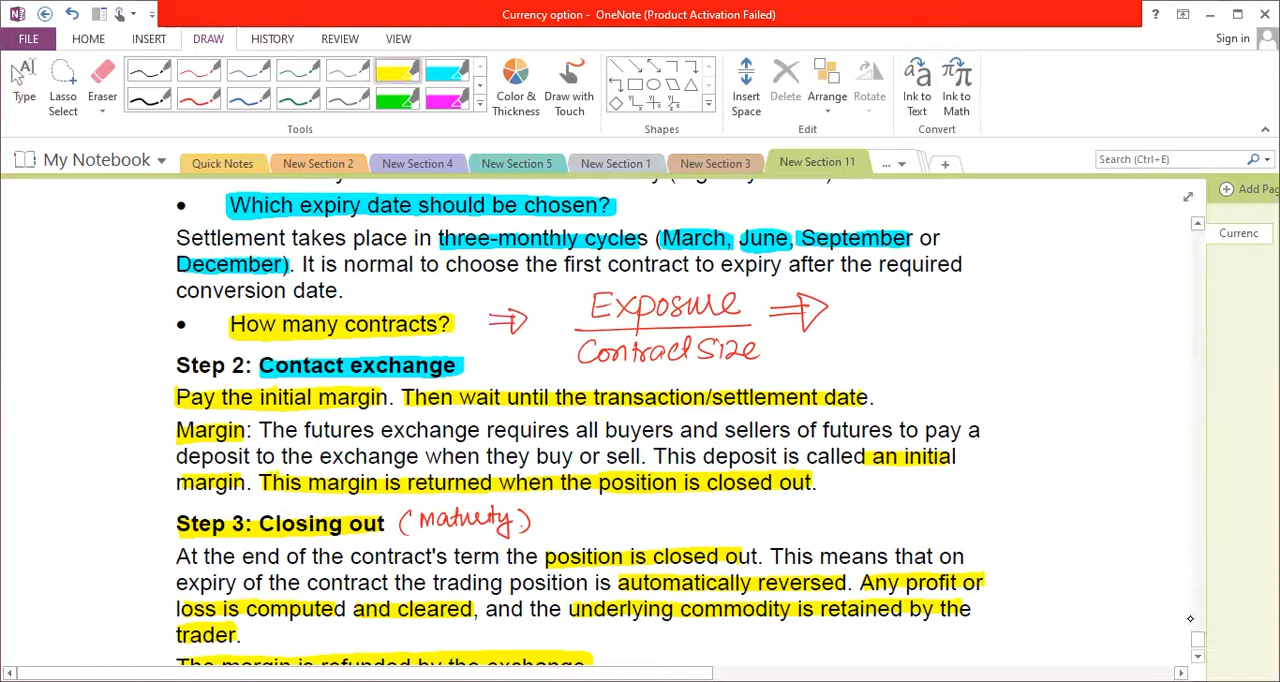 Currency option - OneNote (Product Activation Failed)
?
Sign in
FILE HOME INSERT DRAW HISTORY REVIEW VIEW
Type
Lasso Select
Eraser
Color & Thickness
Draw with Touch
Insert Space
Delete
Arrange
Rotate
Ink to Text
Ink to Math
Tools Shapes Edit Convert
My Notebook Quick Notes New Section 2 New Section 4 New Section 5 New Section 1 New Section 3 New Section 11 ... + Search (Ctrl+E)
Add Pag
Currenc
• Which expiry date should be chosen?
Settlement takes place in three-monthly cycles (March, June, September or
December). It is normal to choose the first contract to expiry after the required
conversion date.
• How many contracts? ⇒ Exposure ⇒
Contract Size
Step 2: Contact exchange
Pay the initial margin. Then wait until the transaction/settlement date.
Margin: The futures exchange requires all buyers and sellers of futures to pay a
deposit to the exchange when they buy or sell. This deposit is called an initial
margin. This margin is returned when the position is closed out.
Step 3: Closing out (Maturity)
At the end of the contract's term the position is closed out. This means that on
expiry of the contract the trading position is automatically reversed. Any profit or
loss is computed and cleared, and the underlying commodity is retained by the
trader.
The margin is refunded by the exchange